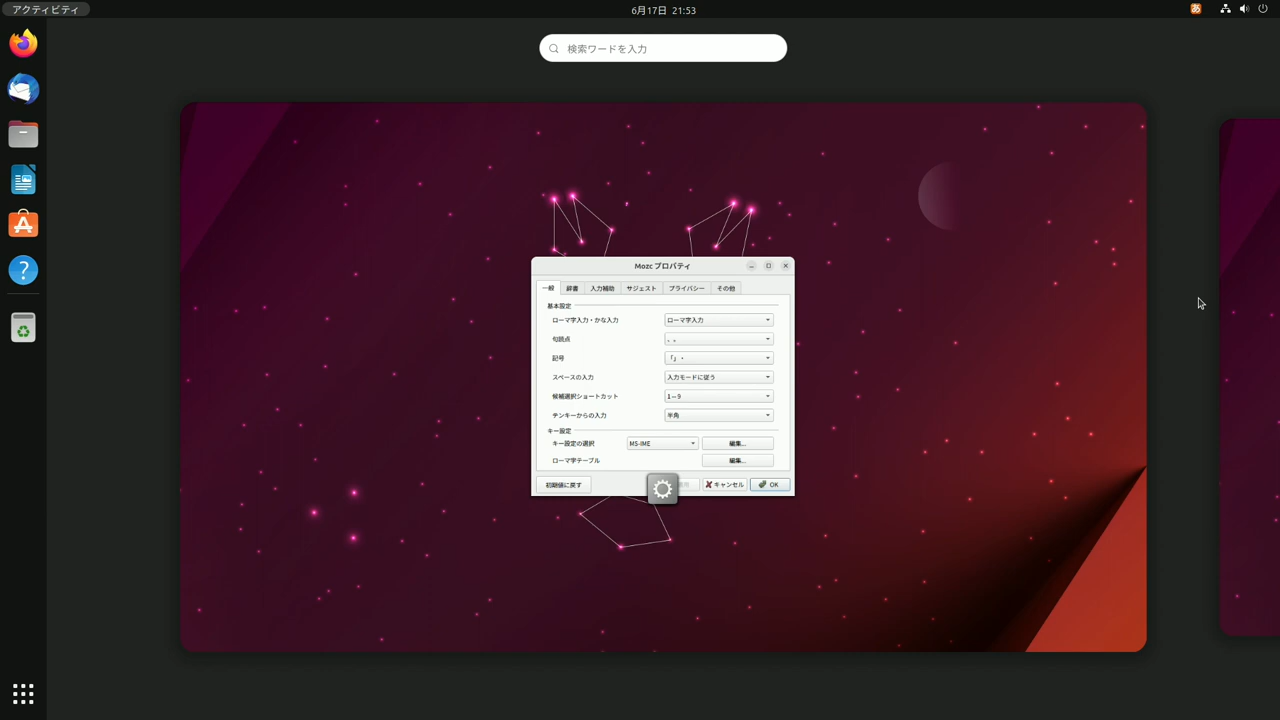 アクティビティ
6月17日 21:53
あ
検索ワードを入力
Mozc プロパティ
一般 辞書 入力補助 サジェスト プライバシー その他
基本設定
ローマ字入力・かな入力 ローマ字入力
句読点 、。
記号 「」・
スペースの入力 入力モードに従う
候補選択ショートカット 1 -- 9
テンキーからの入力 半角
キー設定
キー設定の選択 MS-IME 編集...
ローマ字テーブル 編集...
初期値に戻す キャンセル OK